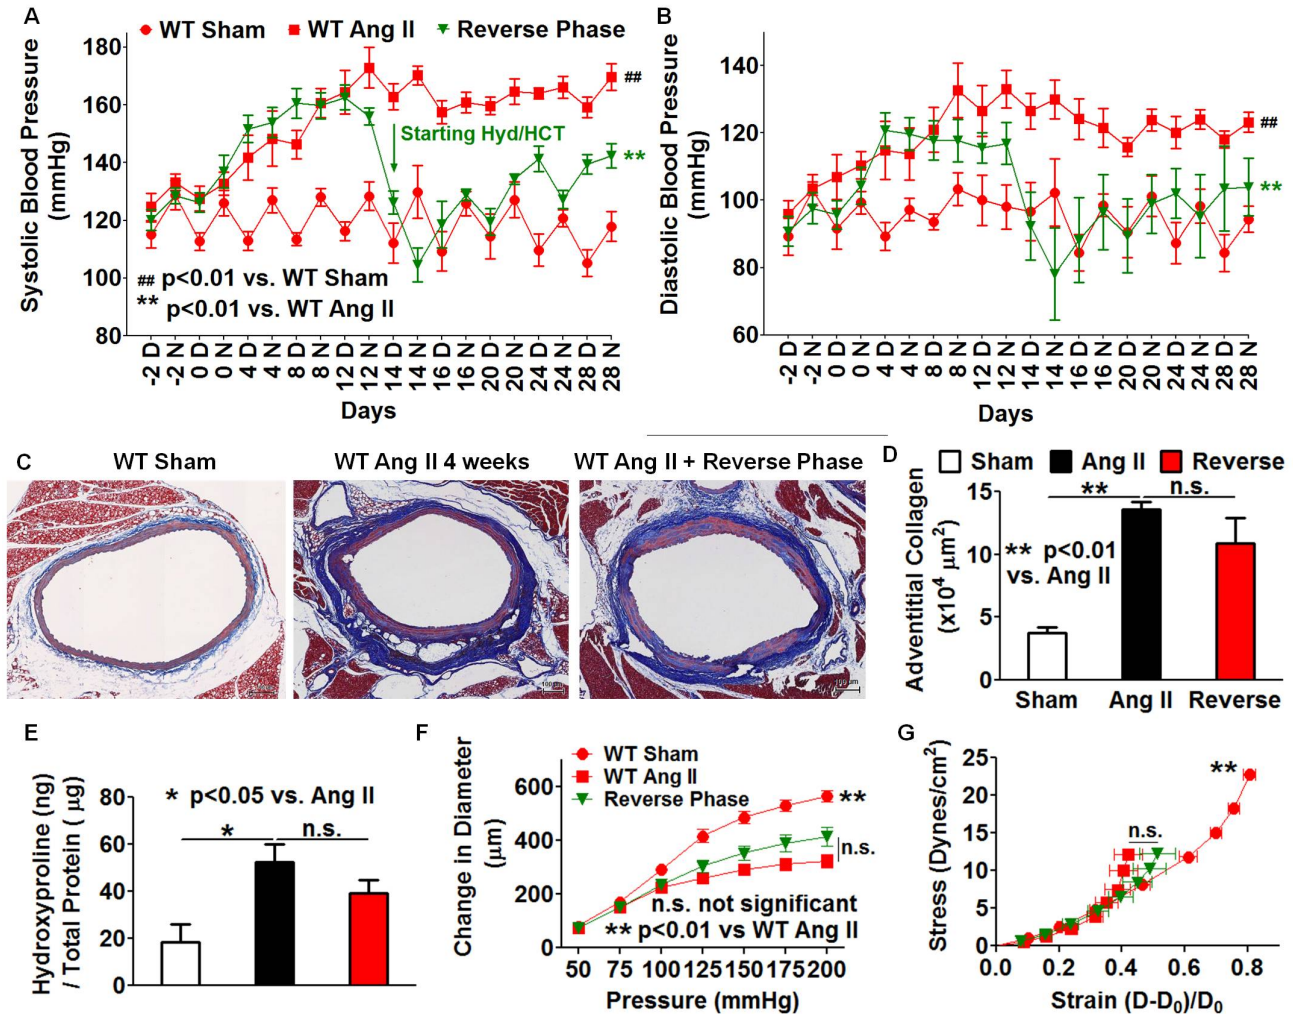 A
WT Sham WT Ang II Reverse Phase
Systolic Blood Pressure
(mmHg)
180
160
140
120
100
80
Starting Hyd/HCT
##
**
## p<0.01 vs. WT Sham
** p<0.01 vs. WT Ang II
-2 D -2 N 0 D 0 N 4 D 4 N 8 D 8 N 12 D 12 N 14 D 14 N 16 D 16 N 20 D 20 N 24 D 24 N 28 D 28 N
Days
B
Diastolic Blood Pressure
(mmHg)
140
120
100
80
60
##
**
-2 D -2 N 0 D 0 N 4 D 4 N 8 D 8 N 12 D 12 N 14 D 14 N 16 D 16 N 20 D 20 N 24 D 24 N 28 D 28 N
Days
C
WT Sham WT Ang II 4 weeks WT Ang II + Reverse Phase
D
Sham Ang II Reverse
Adventitial Collagen
(x10⁴ µm²)
15
10
5
0
** n.s.
** p<0.01
vs. Ang II
Sham Ang II Reverse
E
Hydroxyproline (ng)
/ Total Protein ( µg)
80
60
40
20
0
* p<0.05 vs. Ang II
* n.s.
F
WT Sham
WT Ang II
Reverse Phase
Change in Diameter
(µm)
600
400
200
0
**
n.s.
n.s. not significant
** p<0.01 vs WT Ang II
50 75 100 125 150 175 200
Pressure (mmHg)
G
Stress (Dynes/cm²)
25
20
15
10
5
0
**
n.s.
0.0 0.2 0.4 0.6 0.8
Strain (D-D₀)/D₀